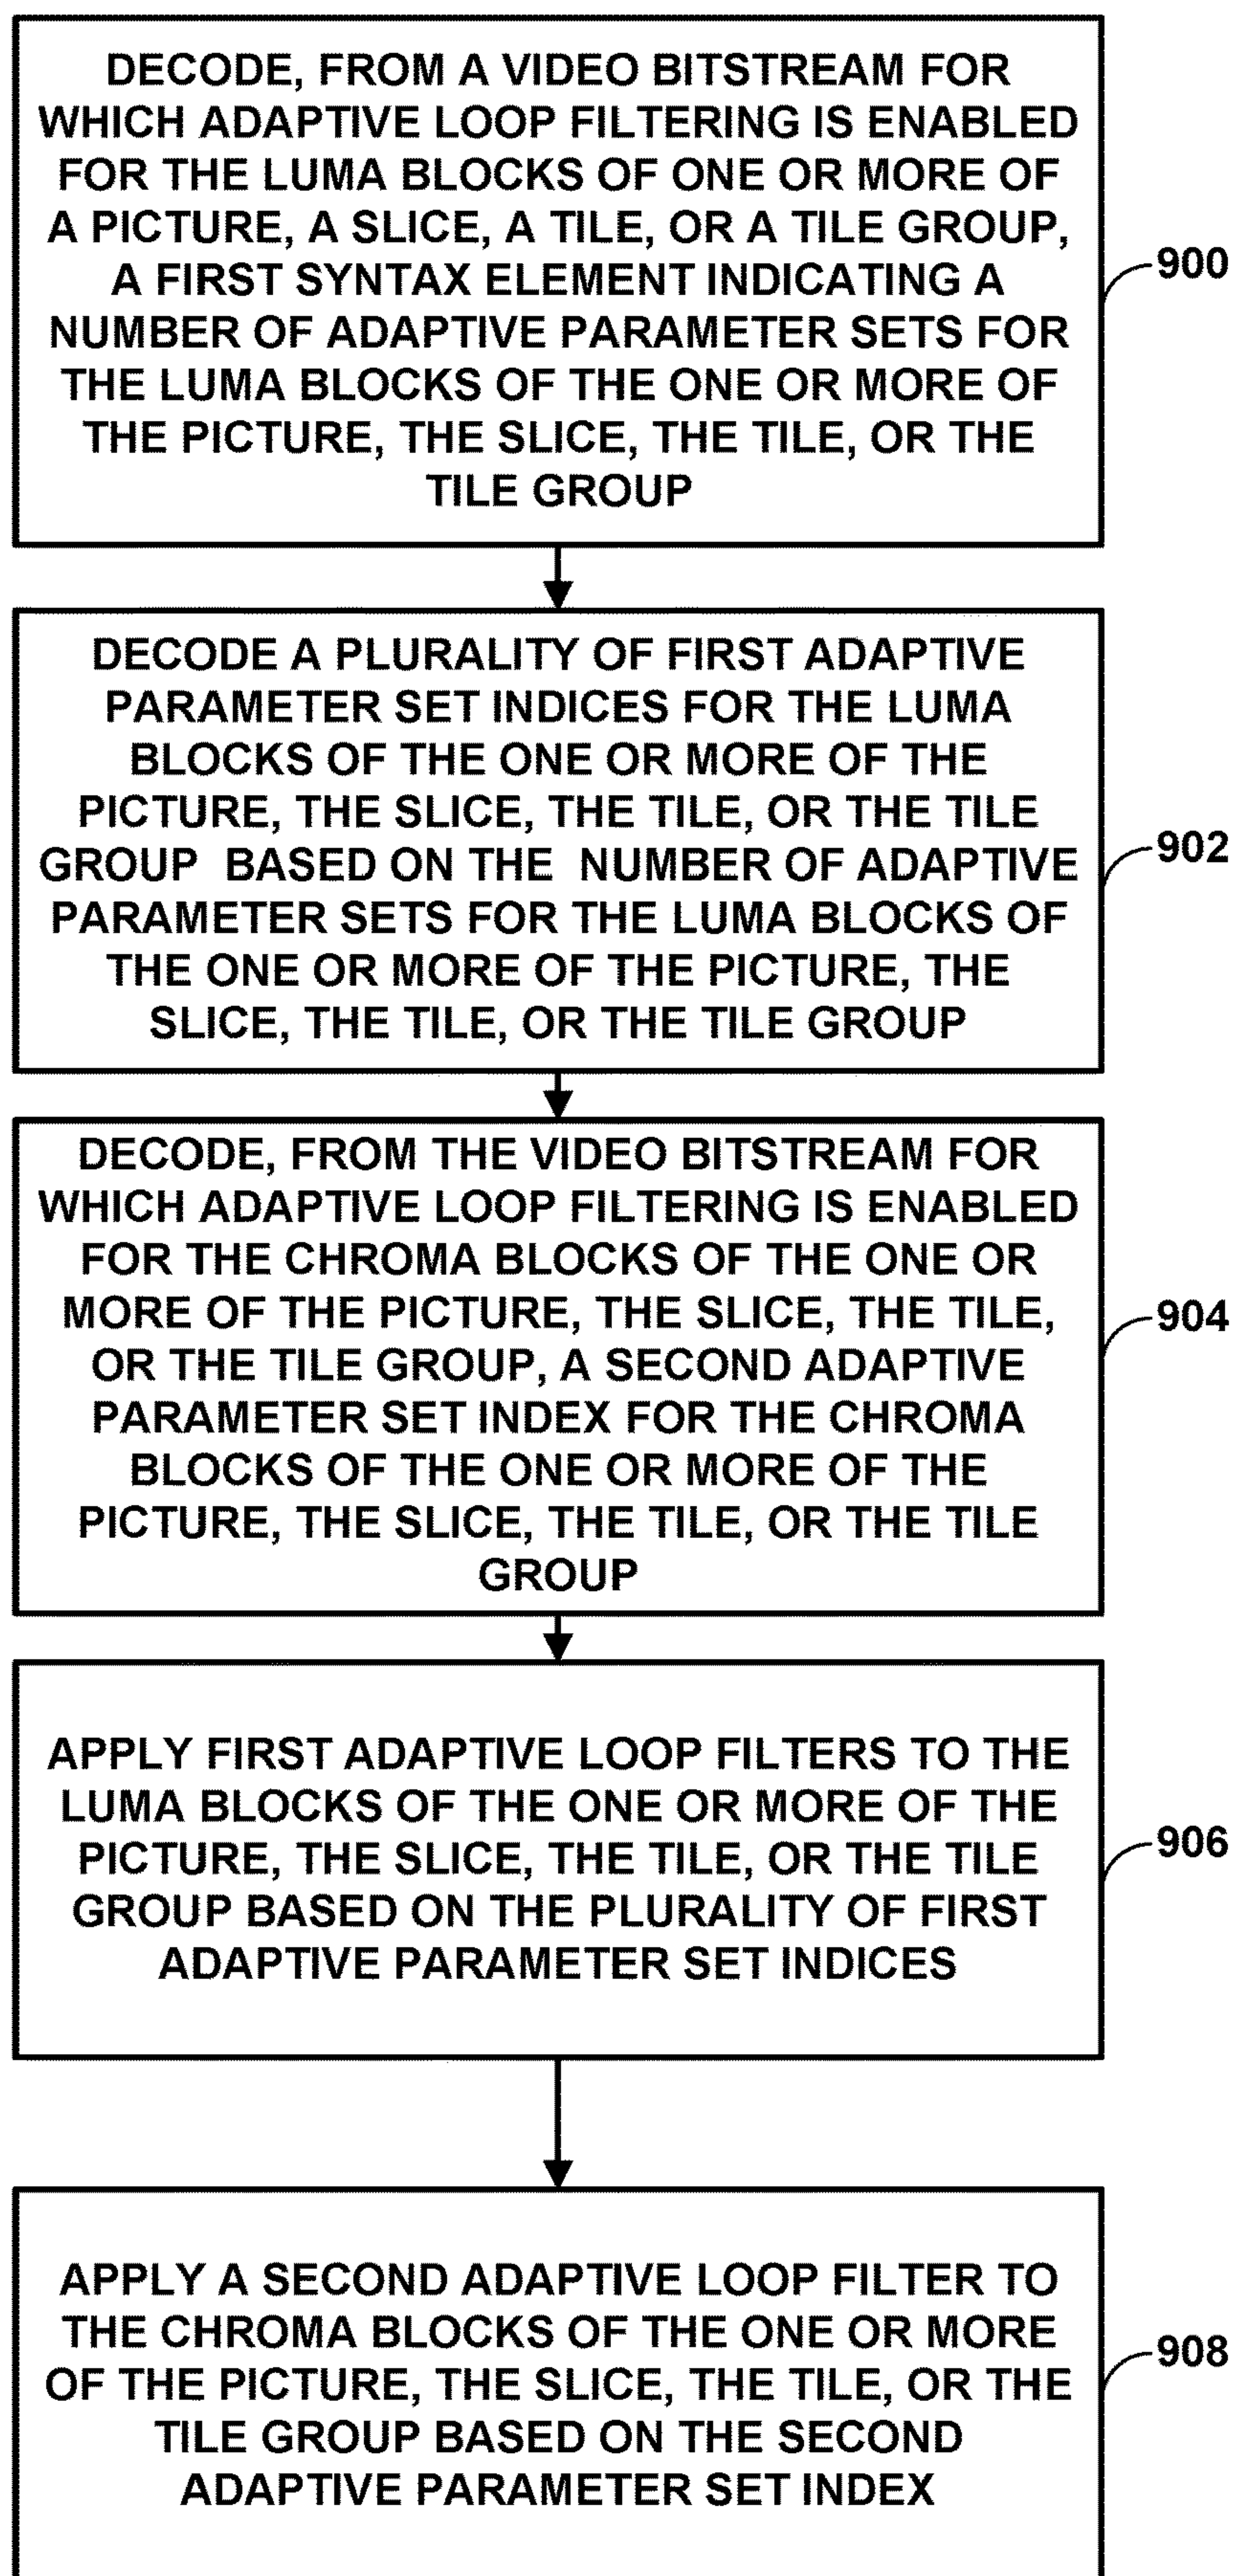 DECODE, FROM A VIDEO BITSTREAM FOR
WHICH ADAPTIVE LOOP FILTERING IS ENABLED
FOR THE LUMA BLOCKS OF ONE OR MORE OF
A PICTURE, A SLICE, A TILE, OR A TILE GROUP,
A FIRST SYNTAX ELEMENT INDICATING A
NUMBER OF ADAPTIVE PARAMETER SETS FOR
THE LUMA BLOCKS OF THE ONE OR MORE OF
THE PICTURE, THE SLICE, THE TILE, OR THE
TILE GROUP
900
DECODE A PLURALITY OF FIRST ADAPTIVE
PARAMETER SET INDICES FOR THE LUMA
BLOCKS OF THE ONE OR MORE OF THE
PICTURE, THE SLICE, THE TILE, OR THE TILE
GROUP BASED ON THE NUMBER OF ADAPTIVE
PARAMETER SETS FOR THE LUMA BLOCKS OF
THE ONE OR MORE OF THE PICTURE, THE
SLICE, THE TILE, OR THE TILE GROUP
902
DECODE, FROM THE VIDEO BITSTREAM FOR
WHICH ADAPTIVE LOOP FILTERING IS ENABLED
FOR THE CHROMA BLOCKS OF THE ONE OR
MORE OF THE PICTURE, THE SLICE, THE TILE,
OR THE TILE GROUP, A SECOND ADAPTIVE
PARAMETER SET INDEX FOR THE CHROMA
BLOCKS OF THE ONE OR MORE OF THE
PICTURE, THE SLICE, THE TILE, OR THE TILE
GROUP
904
APPLY FIRST ADAPTIVE LOOP FILTERS TO THE
LUMA BLOCKS OF THE ONE OR MORE OF THE
PICTURE, THE SLICE, THE TILE, OR THE TILE
GROUP BASED ON THE PLURALITY OF FIRST
ADAPTIVE PARAMETER SET INDICES
906
APPLY A SECOND ADAPTIVE LOOP FILTER TO
THE CHROMA BLOCKS OF THE ONE OR MORE
OF THE PICTURE, THE SLICE, THE TILE, OR THE
TILE GROUP BASED ON THE SECOND
ADAPTIVE PARAMETER SET INDEX
908